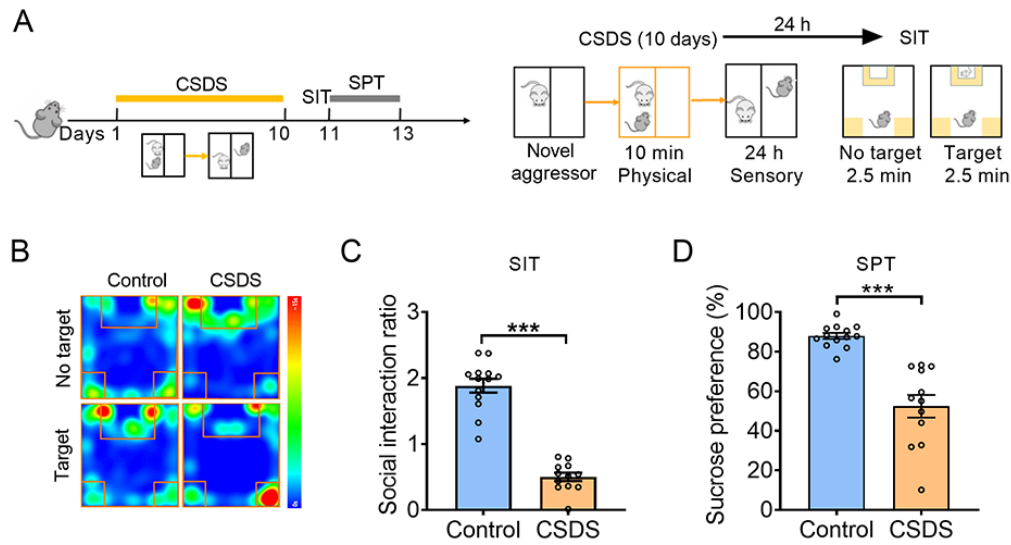 A
CSDS
SIT
SPT
Days 1
10
11
13
CSDS (10 days)
24 h
SIT
Novel
aggressor
10 min
Physical
24 h
Sensory
No target
2.5 min
Target
2.5 min
B
Control
CSDS
No target
Target
C
SIT
Social interaction ratio
***
3
2
1
0
Control
CSDS
D
SPT
Sucrose preference (%)
***
100
80
60
40
20
0
Control
CSDS